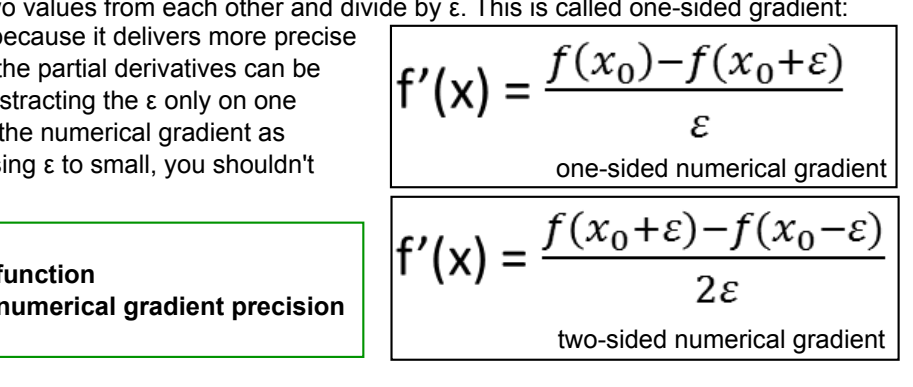 wo values from each other and divide by ε. This is called one-sided gradient:
because it delivers more precise
the partial derivatives can be
stracting the ε only on one
the numerical gradient as
sing ε to small, you shouldn't
f'(x) = f(x₀)−f(x₀+ε) / ε
one-sided numerical gradient
f'(x) = f(x₀+ε)−f(x₀−ε) / 2ε
two-sided numerical gradient
function
numerical gradient precision